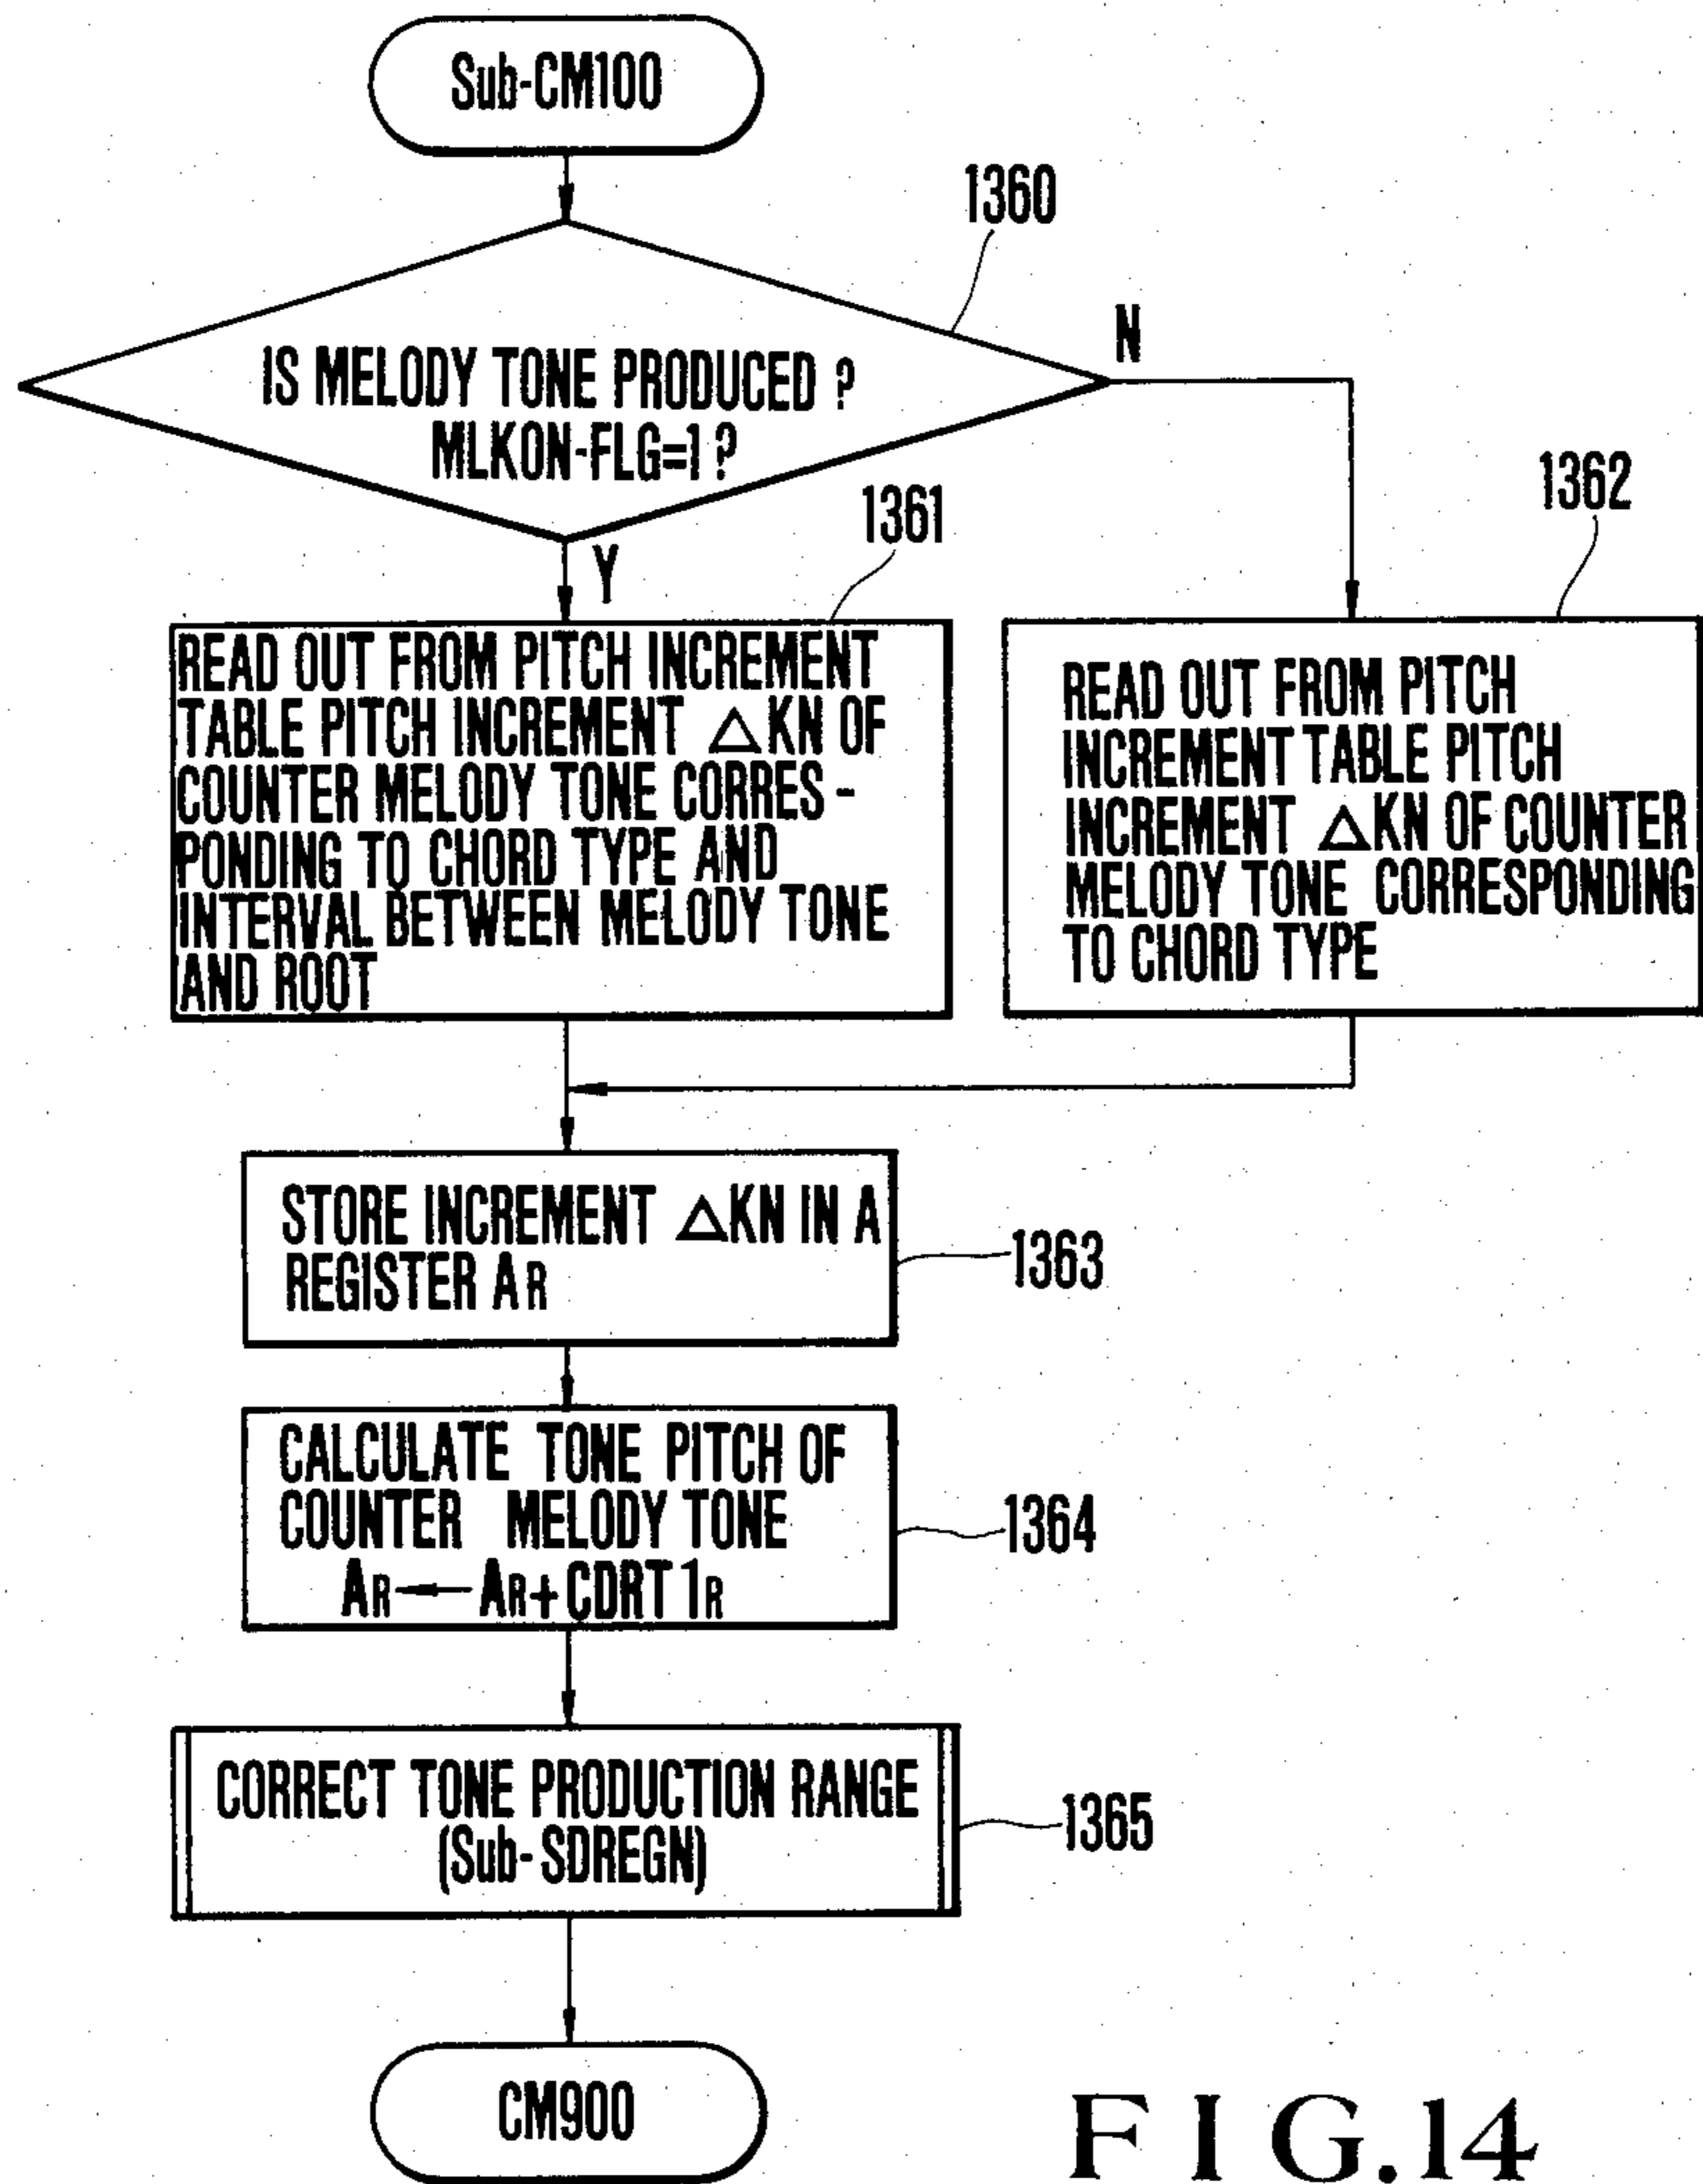 Sub-CM100
1360
N
IS MELODY TONE PRODUCED ?
MLKON-FLG=1 ?
1361
1362
Y
READ OUT FROM PITCH INCREMENT
TABLE PITCH INCREMENT △KN OF
COUNTER MELODY TONE CORRES -
PONDING TO CHORD TYPE AND
INTERVAL BETWEEN MELODY TONE
AND ROOT
READ OUT FROM PITCH
INCREMENT TABLE PITCH
INCREMENT △KN OF COUNTER
MELODY TONE CORRESPONDING
TO CHORD TYPE
STORE INCREMENT △KN IN A
REGISTER AR
1363
CALCULATE TONE PITCH OF
COUNTER MELODY TONE
AR ← AR + CDRT 1R
1364
CORRECT TONE PRODUCTION RANGE
(Sub- SDREGN)
1365
CM900
FIG.14